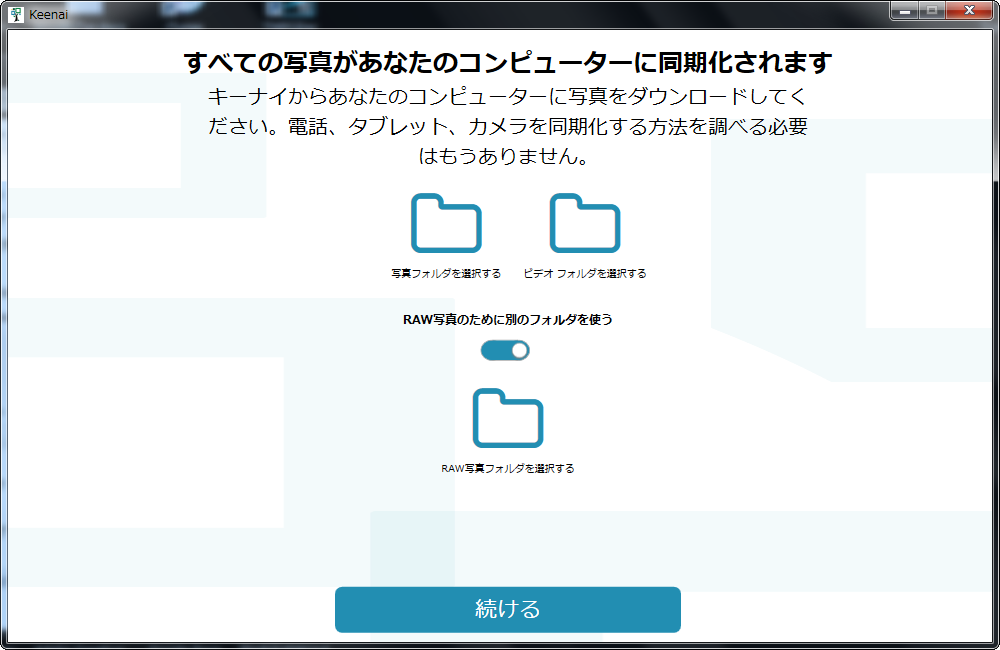 Keenai
すべての写真があなたのコンピューターに同期化されます
キーナイからあなたのコンピューターに写真をダウンロードしてく
ださい。電話、タブレット、カメラを同期化する方法を調べる必要
はもうありません。
写真フォルダを選択する ビデオ フォルダを選択する
RAW写真のために別のフォルダを使う
RAW写真フォルダを選択する
続ける